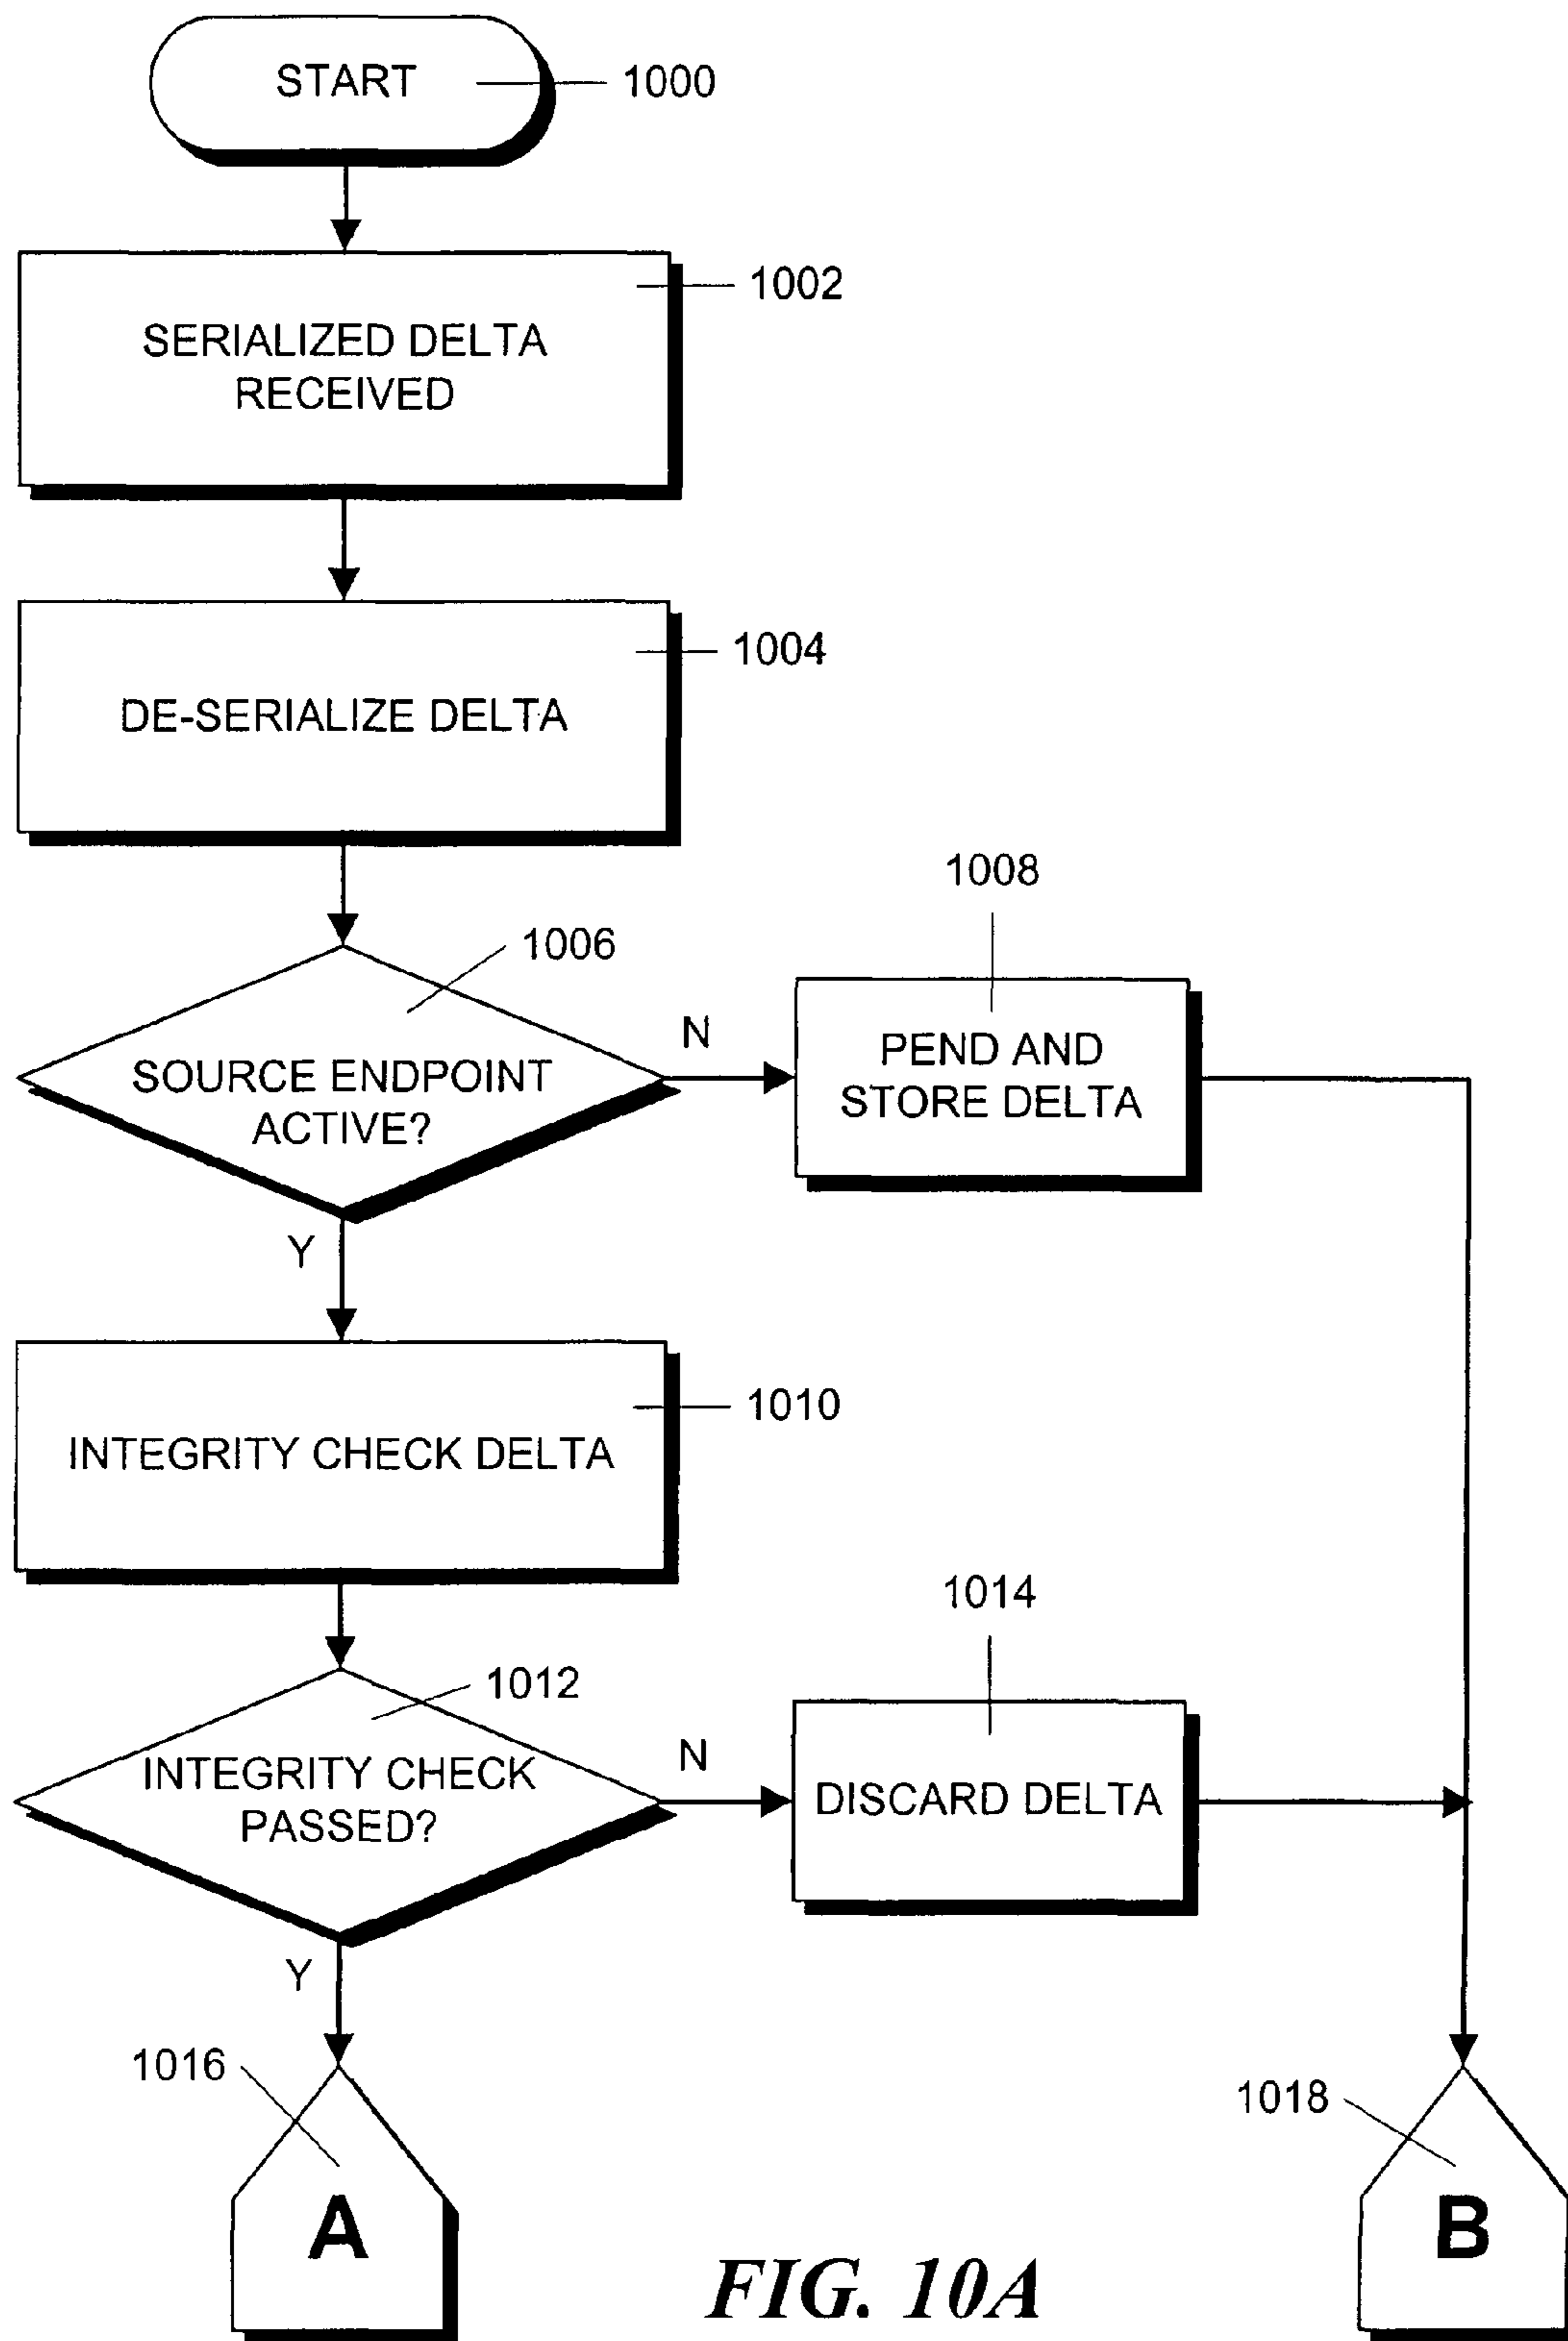 START
1000
1002
SERIALIZED DELTA
RECEIVED
1004
DE-SERIALIZE DELTA
1008
1006
N
PEND AND
STORE DELTA
SOURCE ENDPOINT
ACTIVE?
Y
1010
INTEGRITY CHECK DELTA
1014
1012
N
INTEGRITY CHECK
PASSED?
DISCARD DELTA
Y
1016
1018
A
B
FIG. 10A